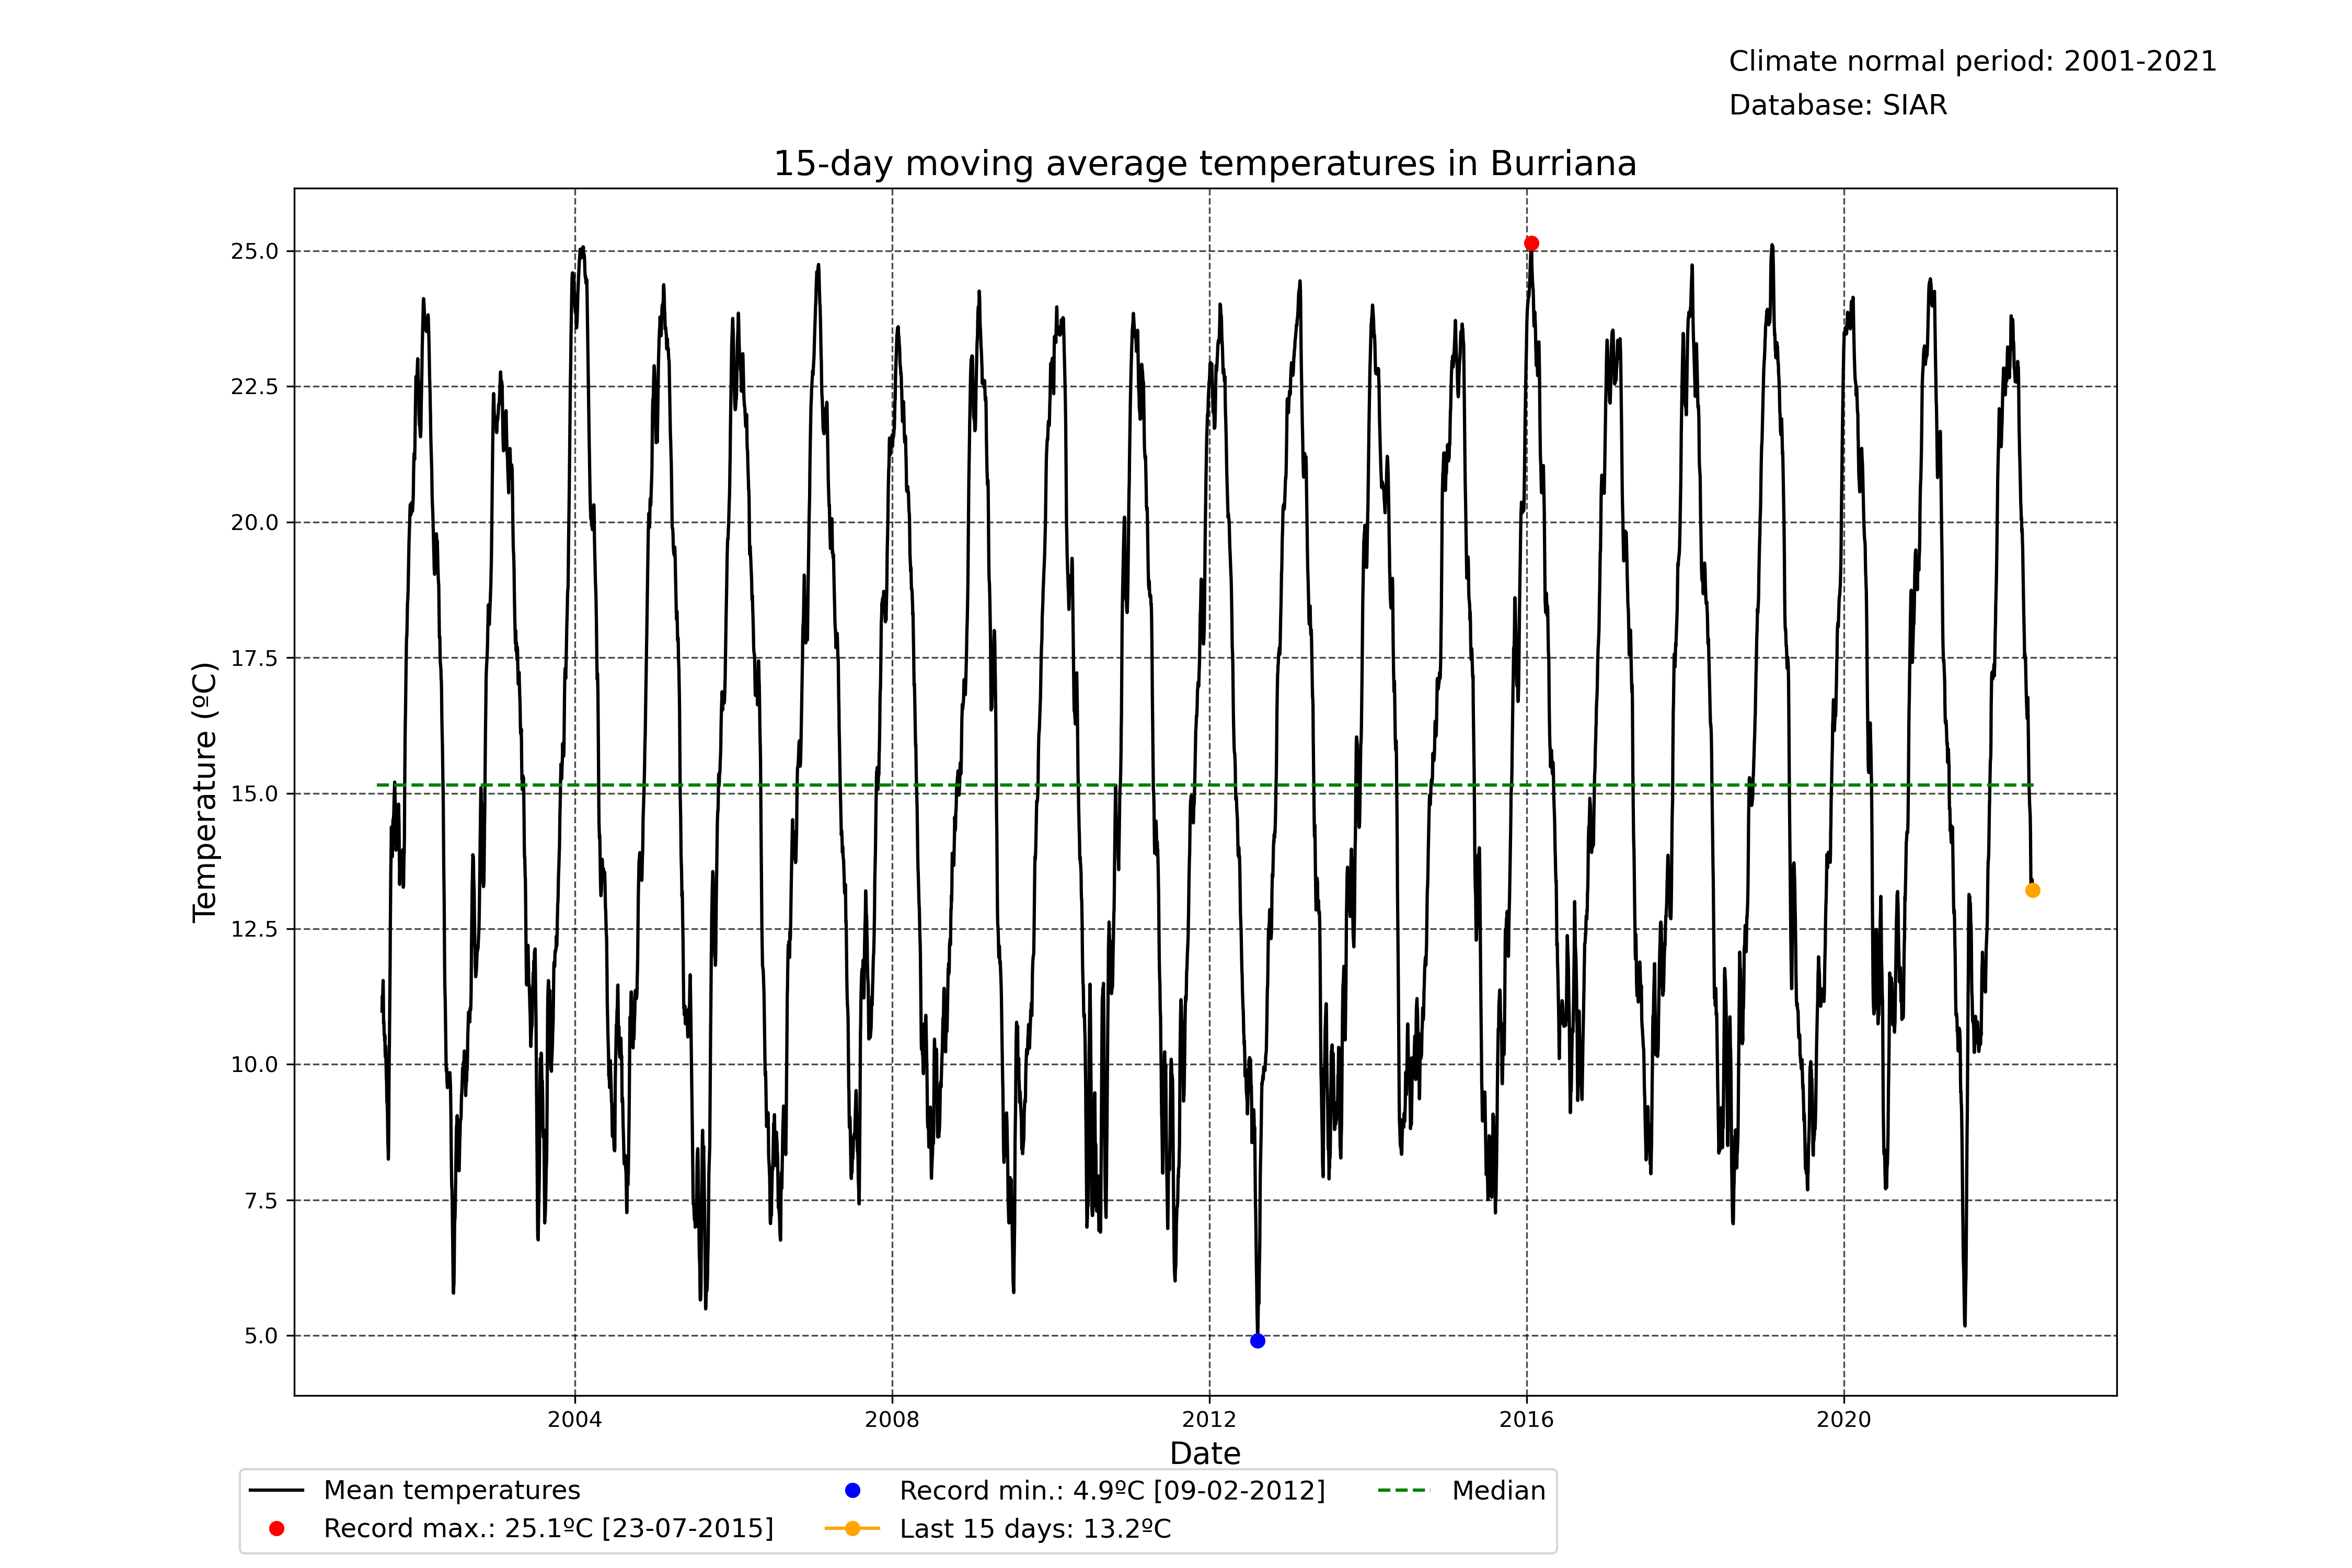 Climate normal period: 2001-2021
Database: SIAR
15-day moving average temperatures in Burriana
25.0
22.5
20.0
17.5
15.0
12.5
10.0
7.5
5.0
Temperature (ºC)
2004 2008 2012 2016 2020
Date
Mean temperatures
Record max.: 25.1ºC [23-07-2015]
Record min.: 4.9ºC [09-02-2012]
Last 15 days: 13.2ºC
Median